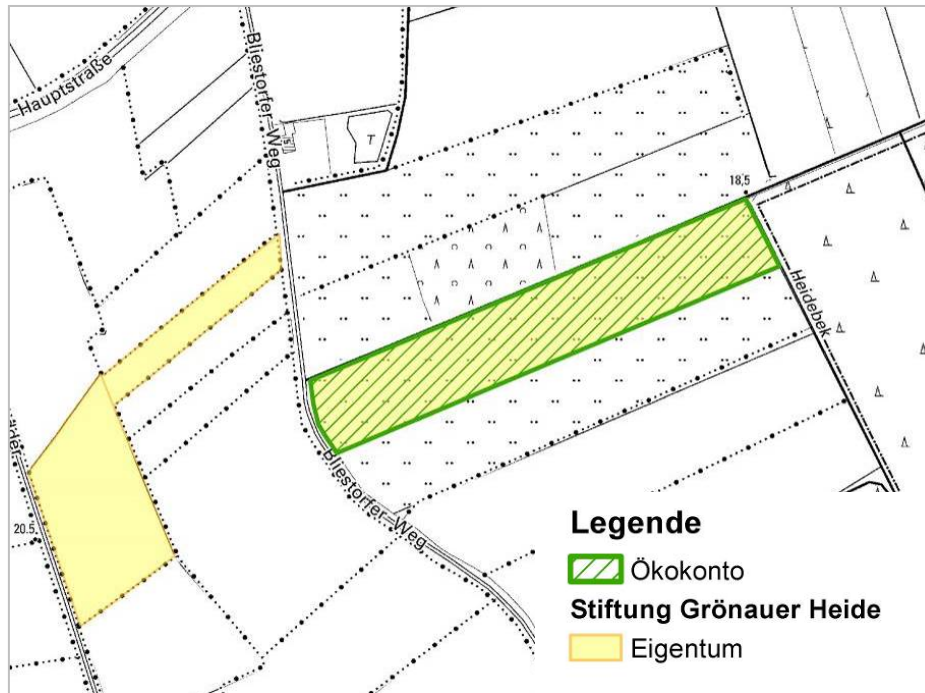 Hauptstraße
Bliestorfer-Weg
T
18,5
Heidebek
20.5
Bliestorfer-Weg
Legende
Ökokonto
Stiftung Grönauer Heide
Eigentum